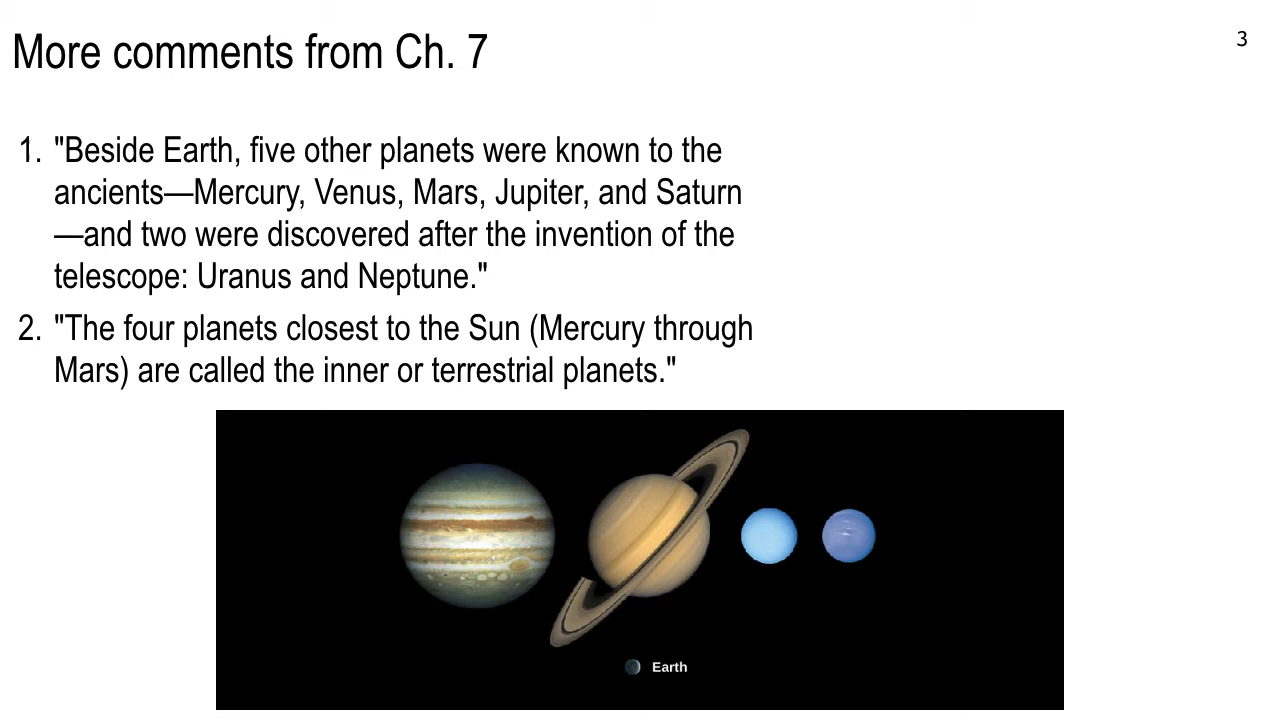 More comments from Ch. 7
3
1. "Beside Earth, five other planets were known to the
ancients—Mercury, Venus, Mars, Jupiter, and Saturn
—and two were discovered after the invention of the
telescope: Uranus and Neptune."
2. "The four planets closest to the Sun (Mercury through
Mars) are called the inner or terrestrial planets."
Earth